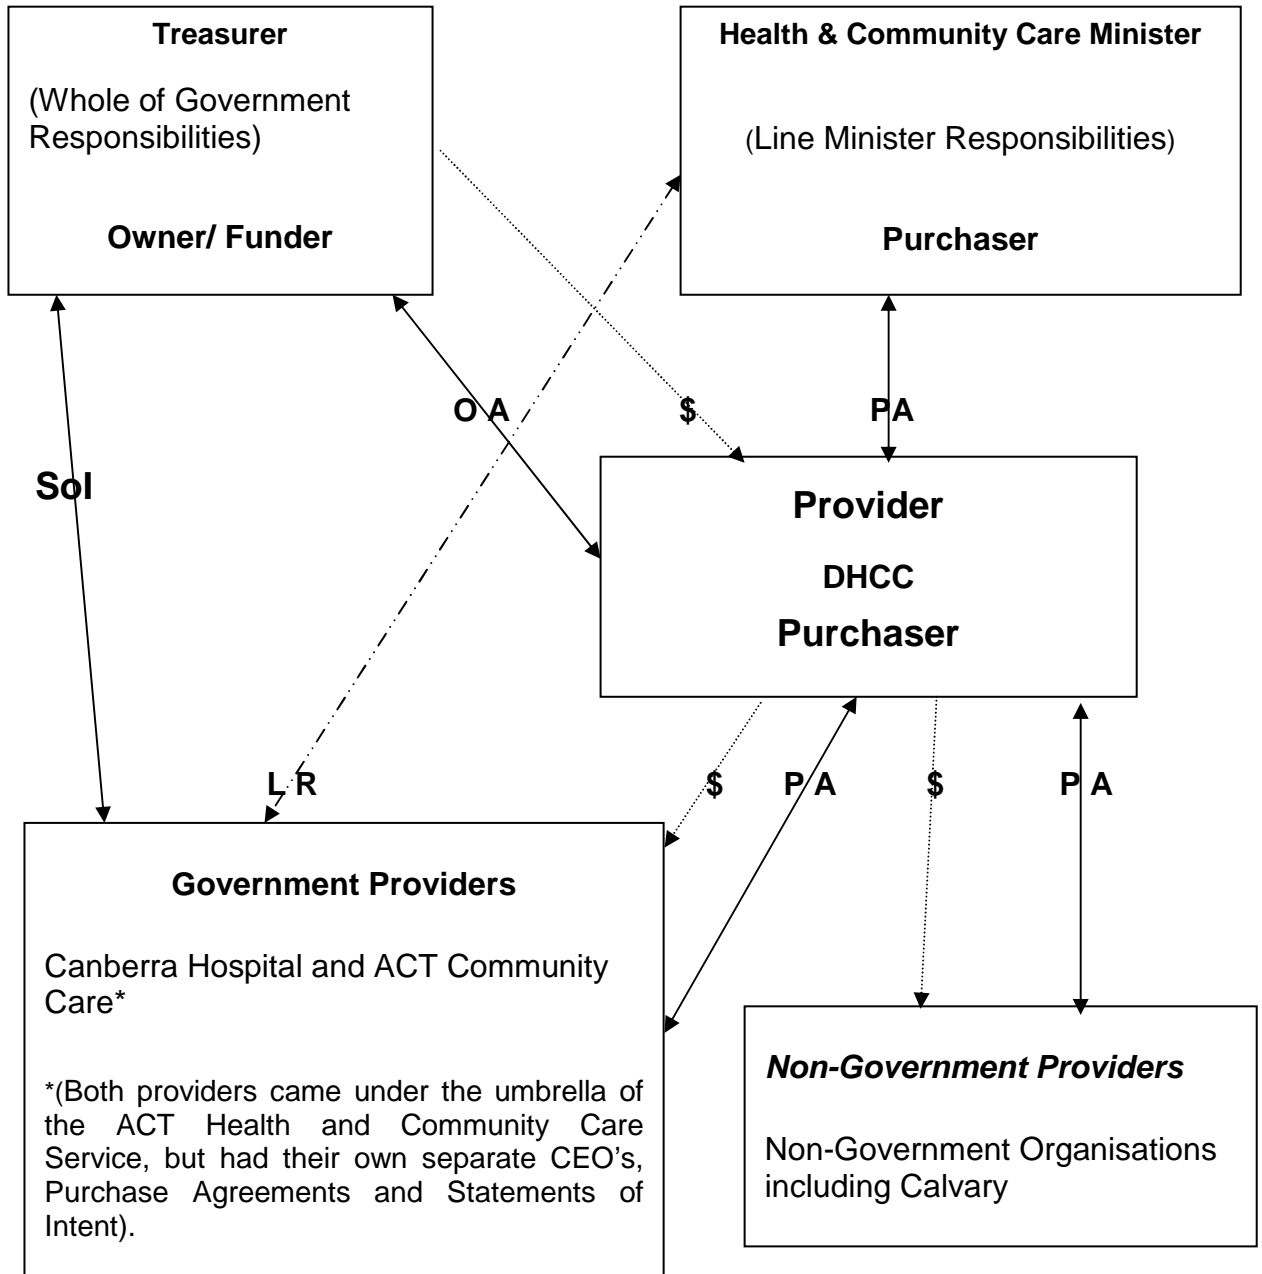 Treasurer
(Whole of Government
Responsibilities)
Owner/ Funder
Health & Community Care Minister
(Line Minister Responsibilities)
Purchaser
O A
$
PA
SoI
Provider
DHCC
Purchaser
L R
$
P A
$
P A
Government Providers
Canberra Hospital and ACT Community
Care*
*(Both providers came under the umbrella of
the ACT Health and Community Care
Service, but had their own separate CEO's,
Purchase Agreements and Statements of
Intent).
Non-Government Providers
Non-Government Organisations
including Calvary